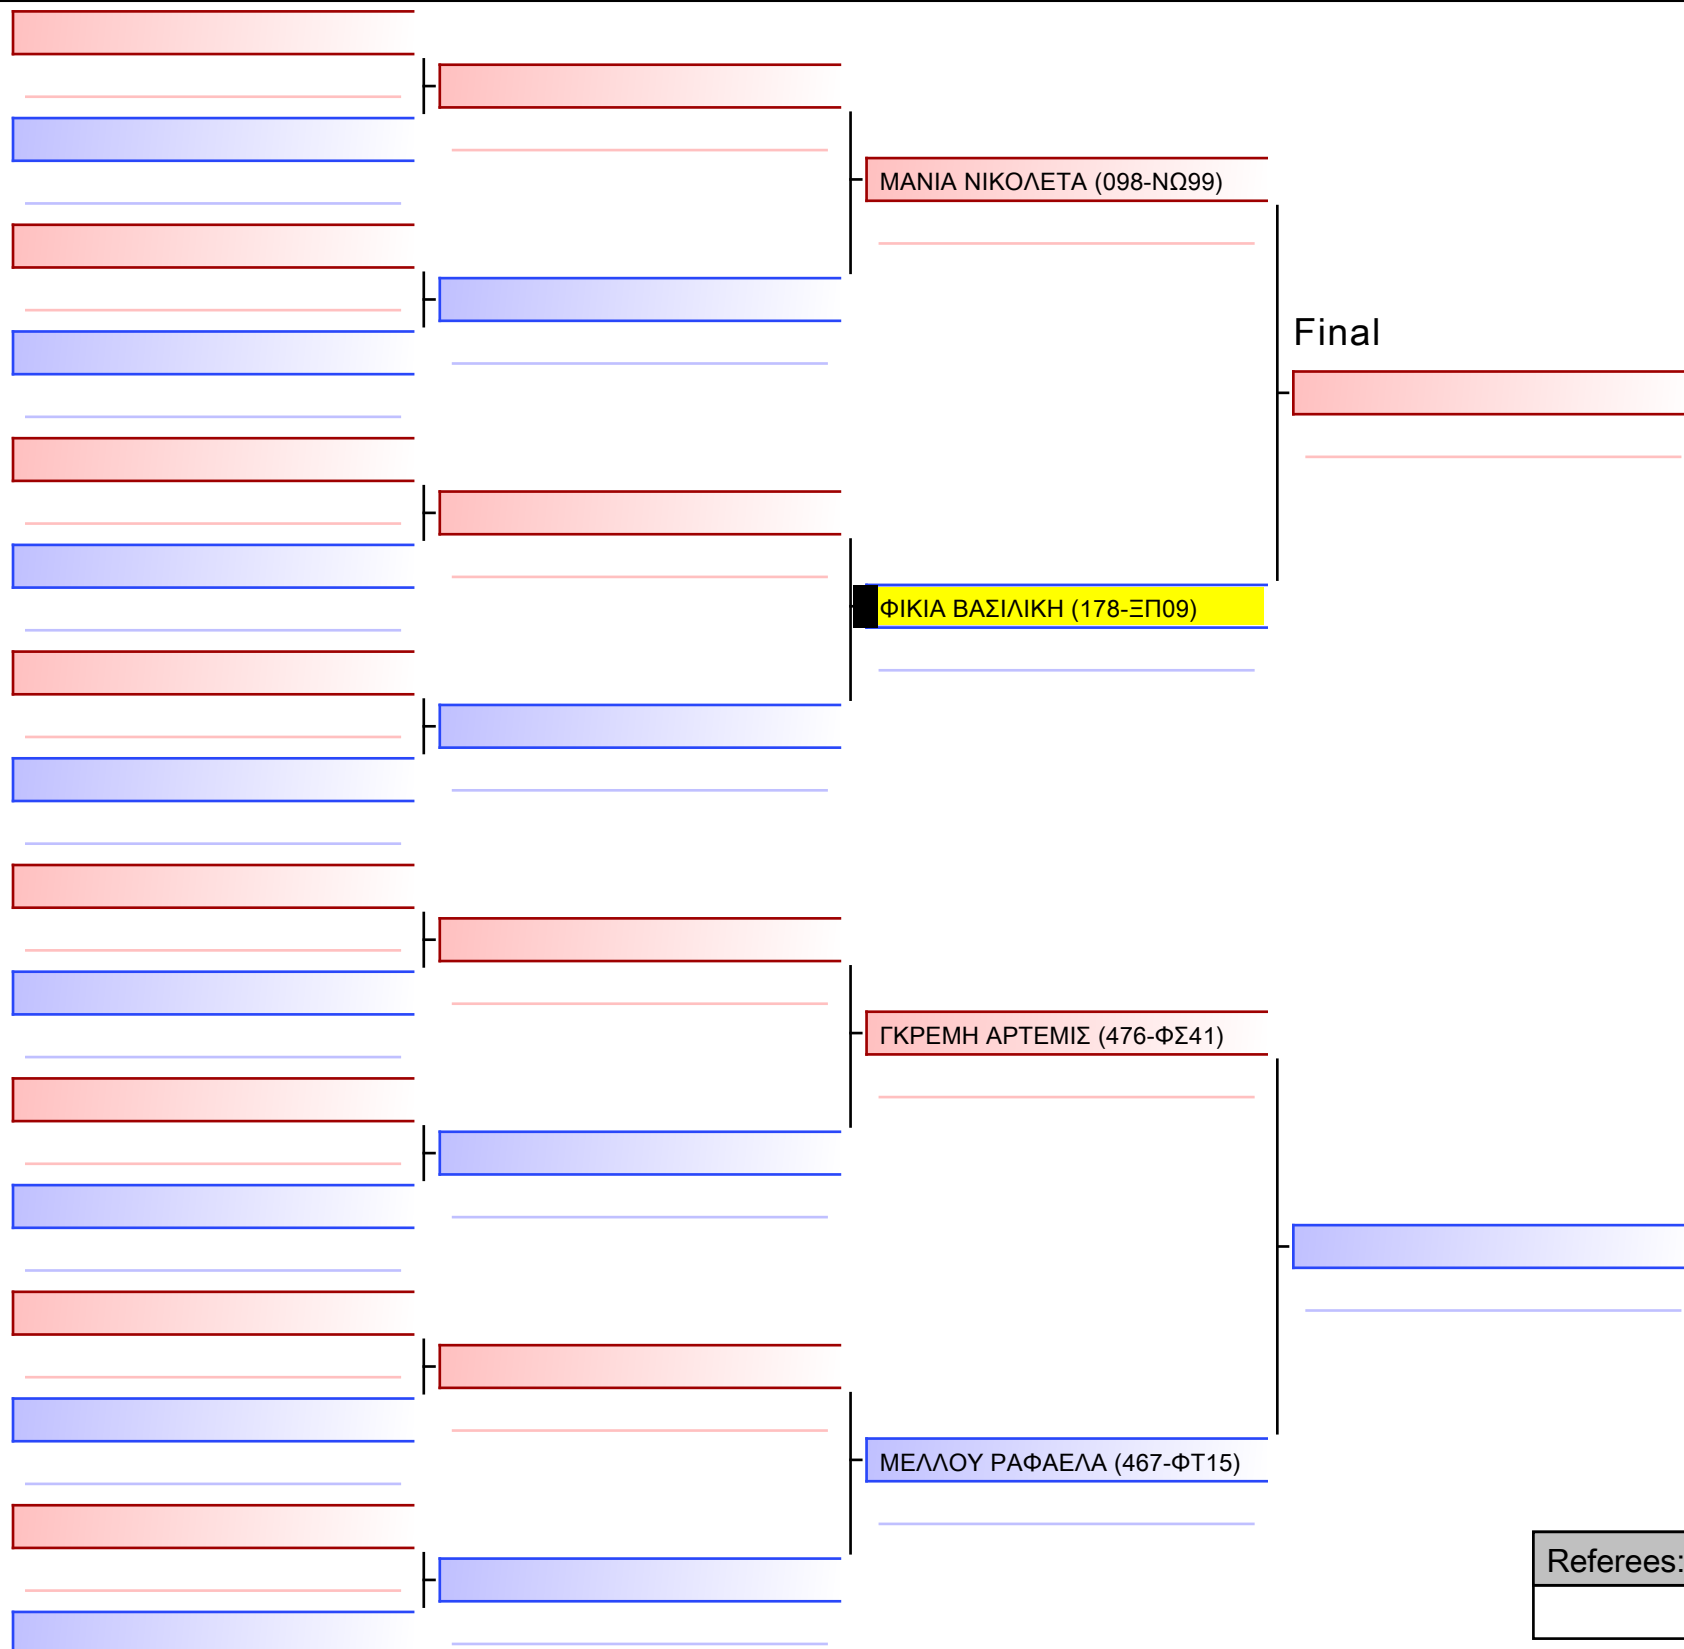 ΜΑΝΙΑ ΝΙΚΟΛΕΤΑ (098-ΝΩ99)
Final
ΦΙΚΙΑ ΒΑΣΙΛΙΚΗ (178-ΞΠ09)
ΓΚΡΕΜΗ ΑΡΤΕΜΙΣ (476-ΦΣ41)
ΜΕΛΛΟΥ ΡΑΦΑΕΛΑ (467-ΦΤ15)
Referees: